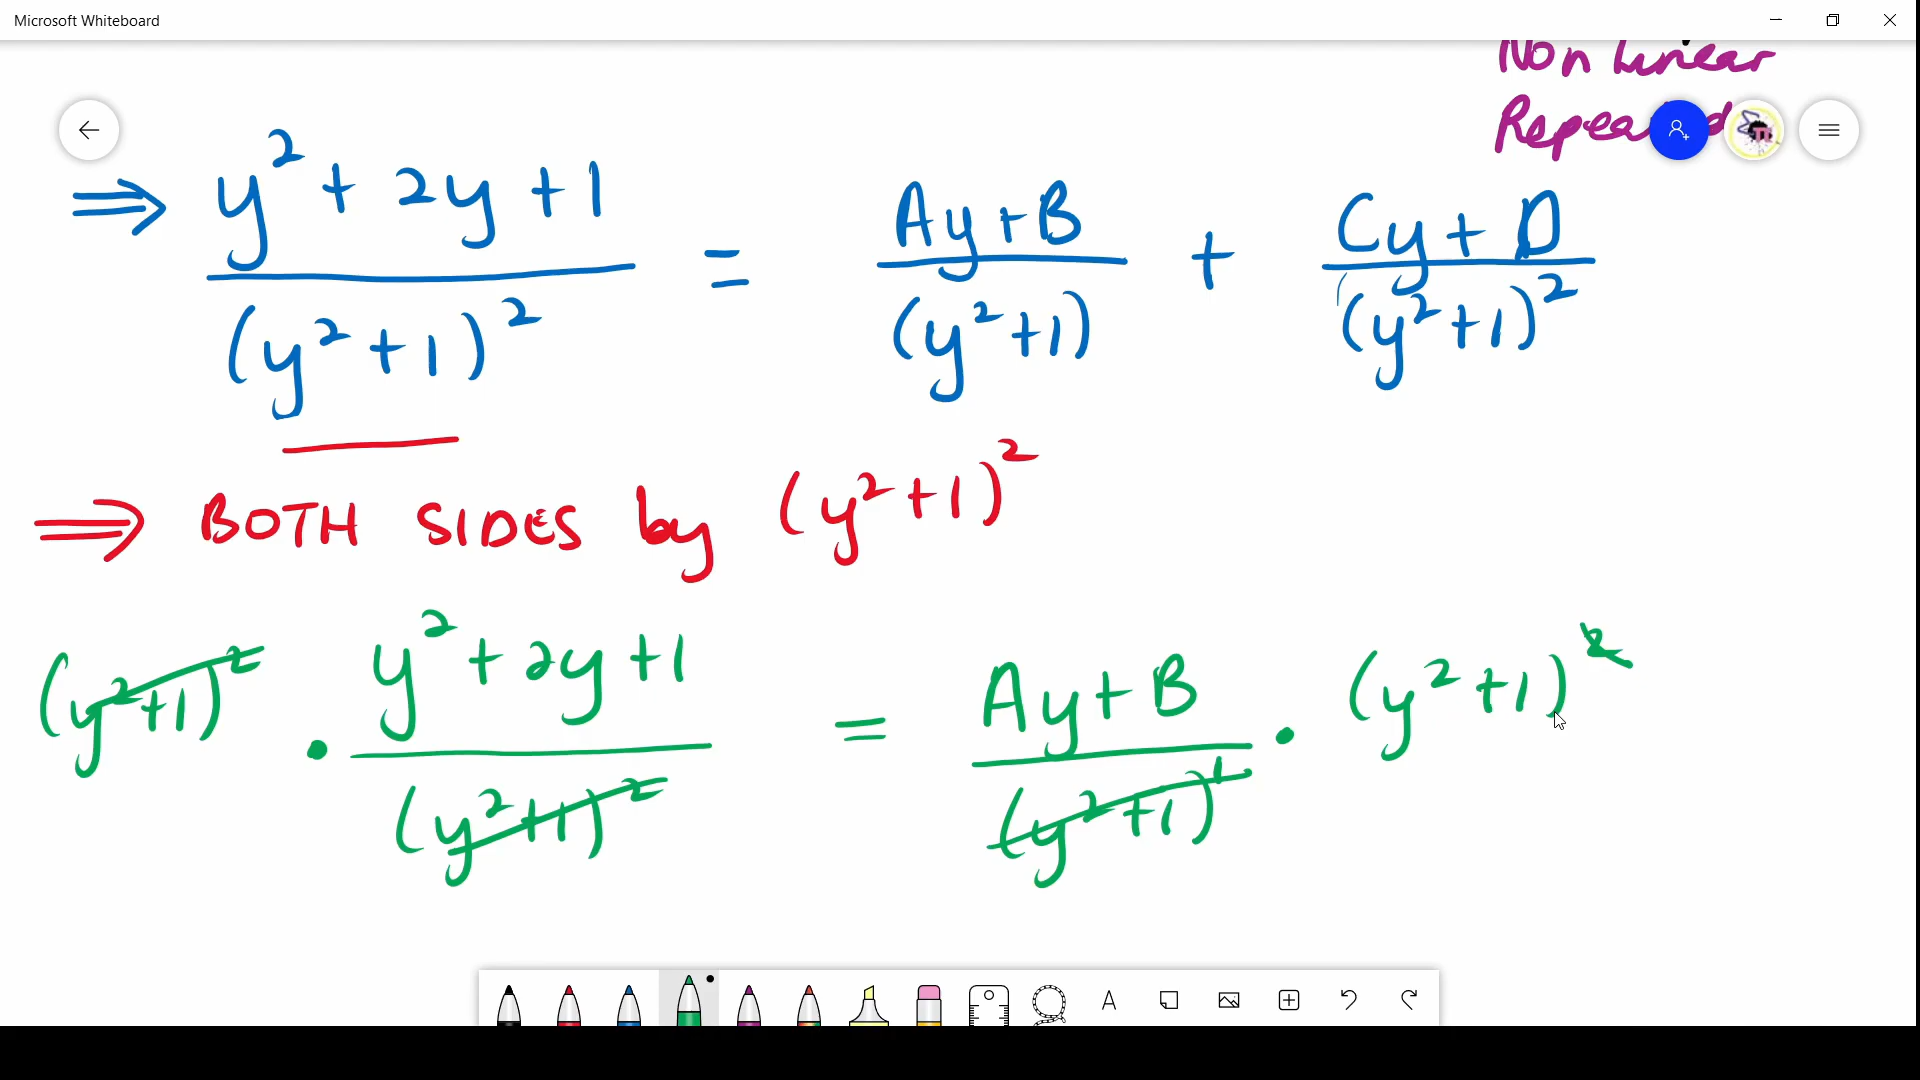 Microsoft Whiteboard
Non Linear
Repeated
⇒ y² + 2y + 1 / (y² + 1)² = Ay + B / (y² + 1) + Cy + D / (y² + 1)²
⇒ BOTH SIDES by (y² + 1)²
(y² + 1)² · y² + 2y + 1 / (y² + 1)² = Ay + B / (y² + 1)¹ · (y² + 1)²